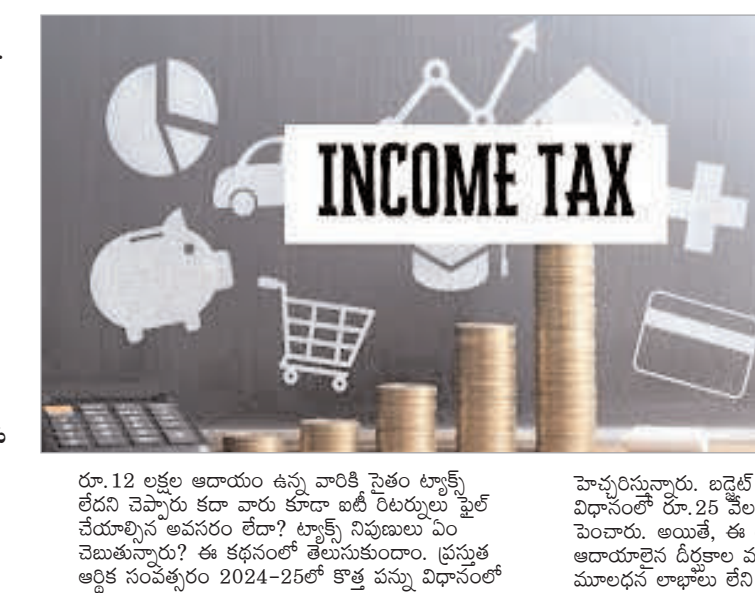 INCOME TAX
రూ.12 లక్షల ఆదాయం ఉన్న వారికి సైతం ట్యాక్స్
లేదని చెప్పారు కదా వారు కూడా ఐటీ రిటర్నులు ఫైల్
చేయాల్సిన అవసరం లేదా? ట్యాక్స్ నిపుణులు ఏం
చెబుతున్నారు? ఈ కథనంలో తెలుసుకుందాం. ప్రస్తుత
ఆర్థిక సంవత్సరం 2024-25లో కొత్త పన్ను విధానంలో
హెచ్చరిస్తున్నారు. బడ్జెట్
విధానంలో రూ.25 వేల
పెంచారు. అయితే, ఈ
ఆదాయాలైన దీర్ఘకాల
మూలధన లాభాలు లేని